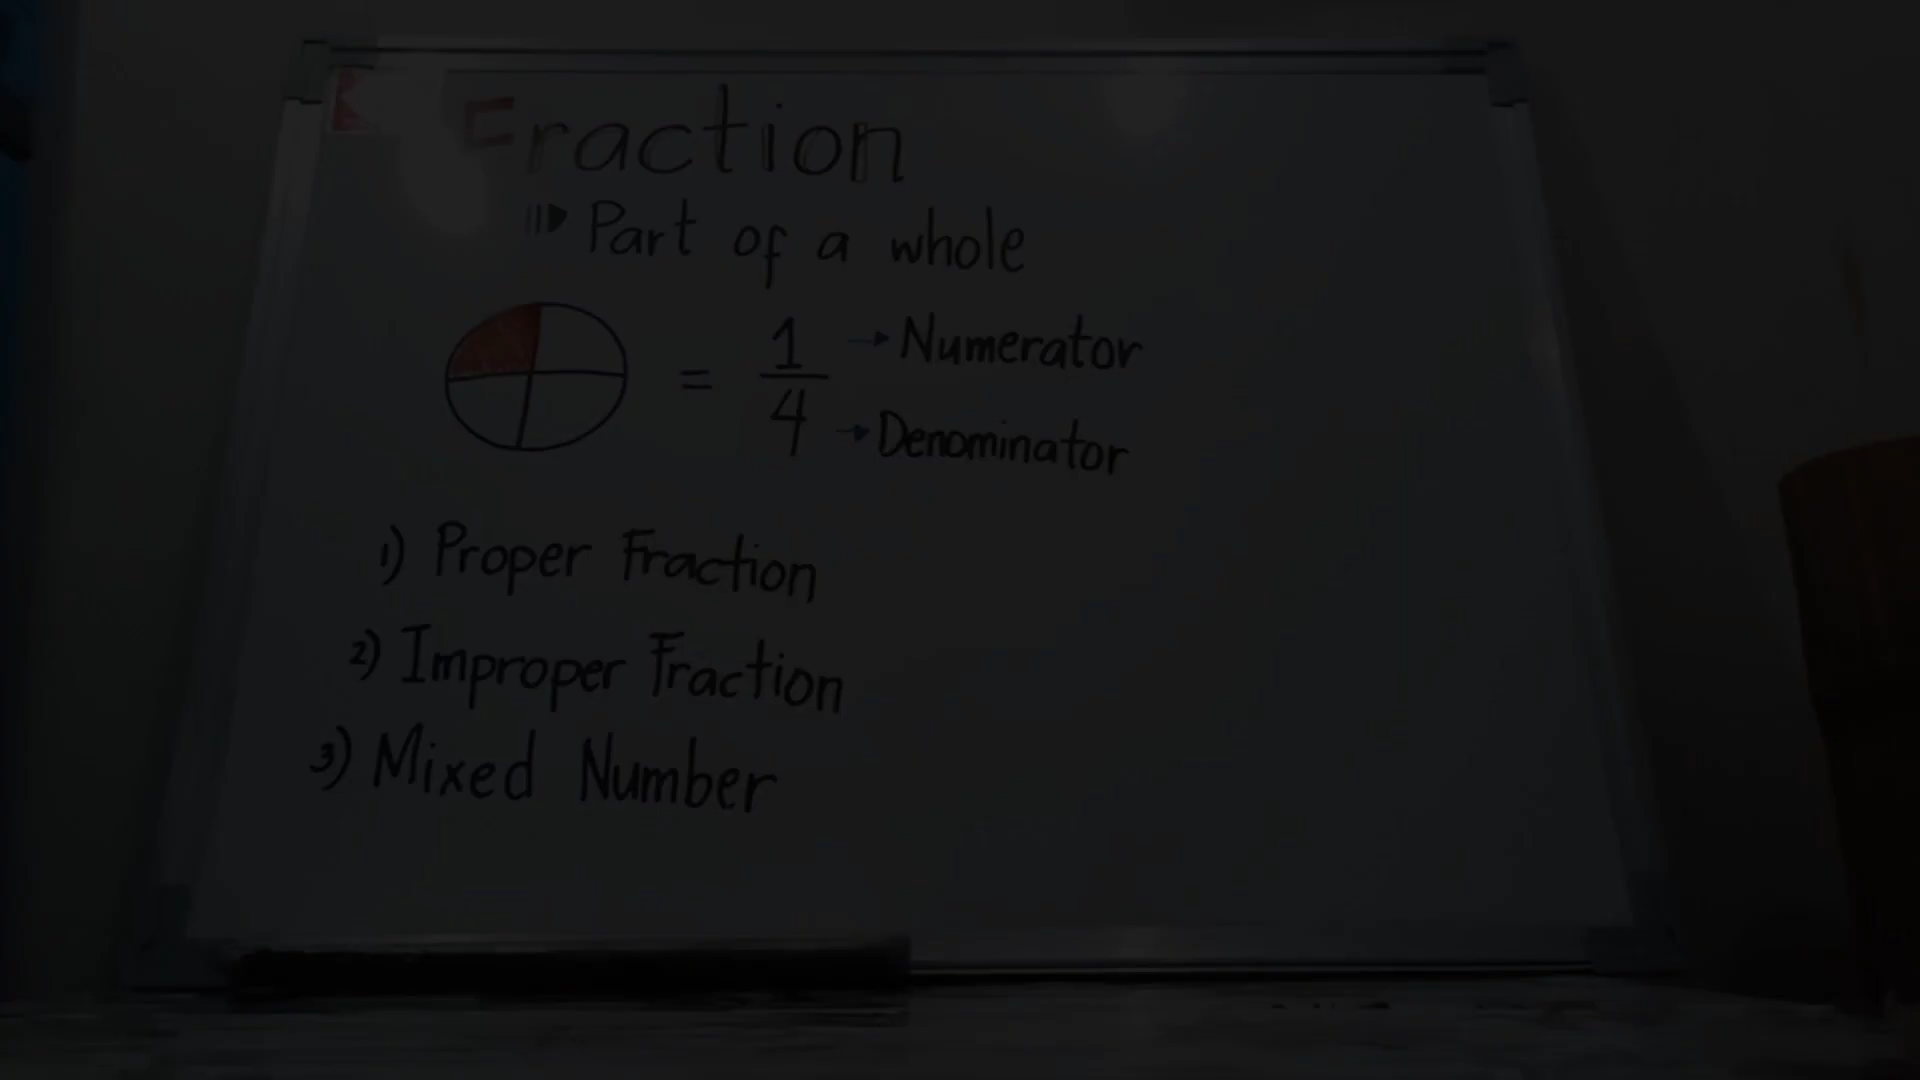 Fraction
Part of a whole
= 1/4
→ Numerator
→ Denominator
1) Proper Fraction
2) Improper Fraction
3) Mixed Number